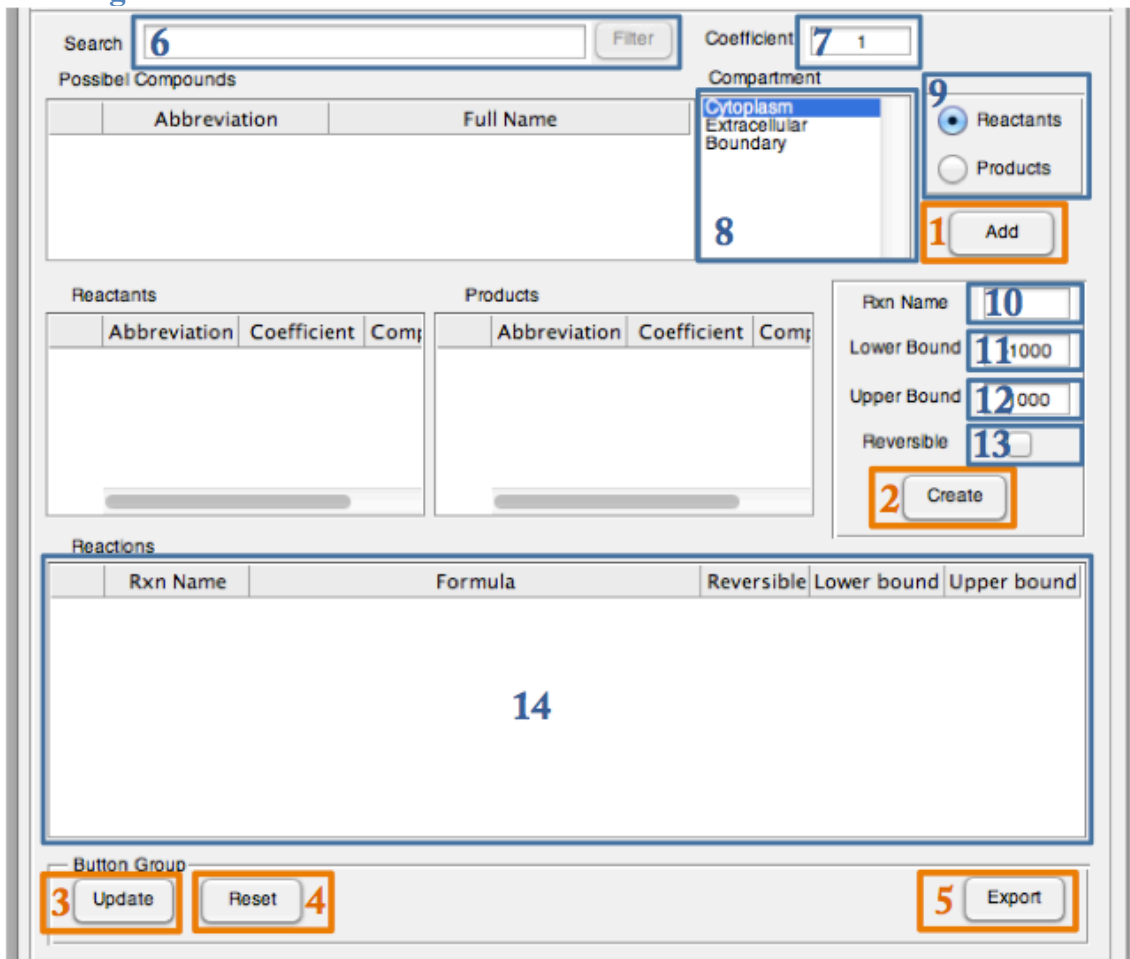 Search 6 Filter Coefficient 7 1
Possibel Compounds Compartment
Abbreviation Full Name
Cytoplasm
Extracellular
Boundary
8
9
Reactants
Products
1 Add
Reactants Products
Abbreviation Coefficient Comp Abbreviation Coefficient Comp
Rxn Name 10
Lower Bound 11 1000
Upper Bound 12 000
Reversible 13
2 Create
Reactions
Rxn Name Formula Reversible Lower bound Upper bound
14
Button Group
3 Update Reset 4 5 Export